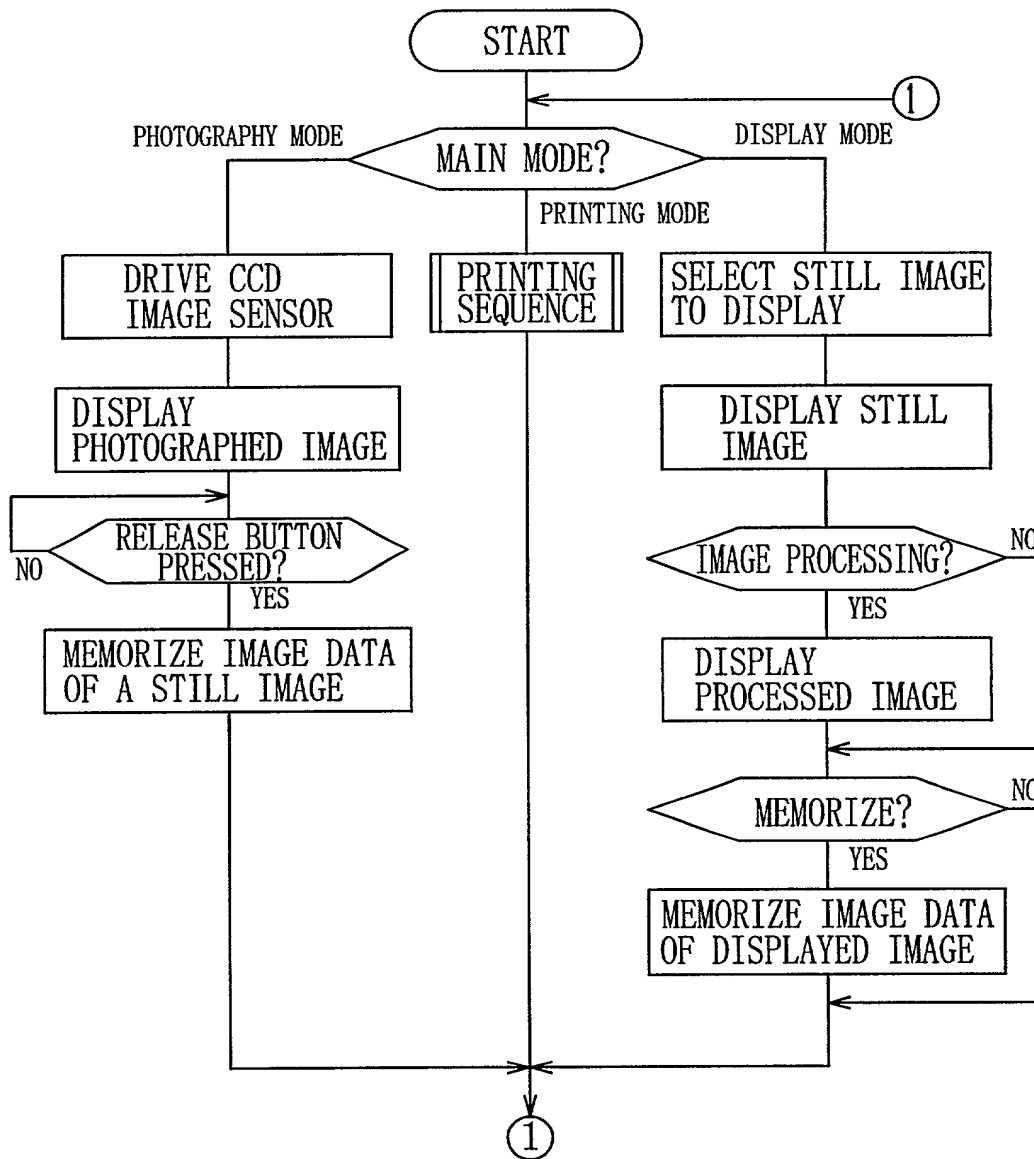 START
1
PHOTOGRAPHY MODE
DISPLAY MODE
MAIN MODE?
PRINTING MODE
DRIVE CCD
IMAGE SENSOR
PRINTING
SEQUENCE
SELECT STILL IMAGE
TO DISPLAY
DISPLAY
PHOTOGRAPHED IMAGE
DISPLAY STILL
IMAGE
RELEASE BUTTON
PRESSED?
NO
YES
IMAGE PROCESSING?
NO
YES
MEMORIZE IMAGE DATA
OF A STILL IMAGE
DISPLAY
PROCESSED IMAGE
MEMORIZE?
NO
YES
MEMORIZE IMAGE DATA
OF DISPLAYED IMAGE
1